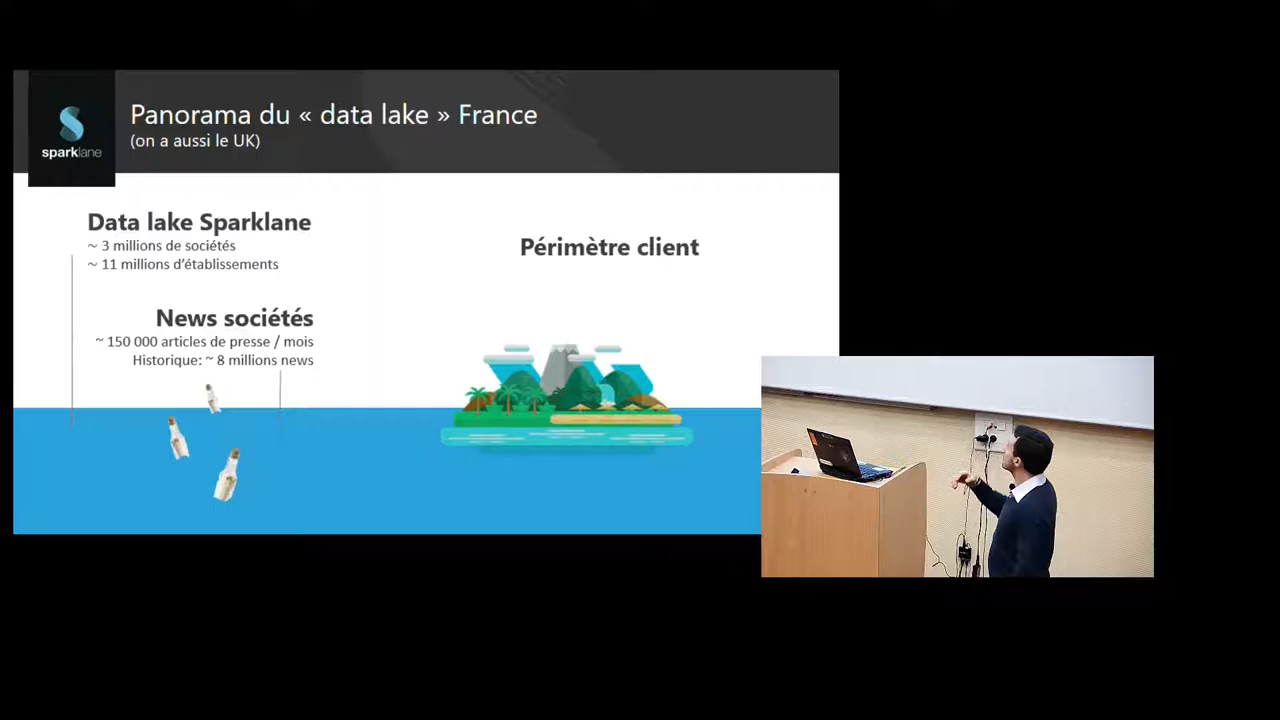 sparklane
Panorama du « data lake » France
(on a aussi le UK)
Data lake Sparklane
~ 3 millions de sociétés
~ 11 millions d'établissements
Périmètre client
News sociétés
~ 150 000 articles de presse / mois
Historique: ~ 8 millions news